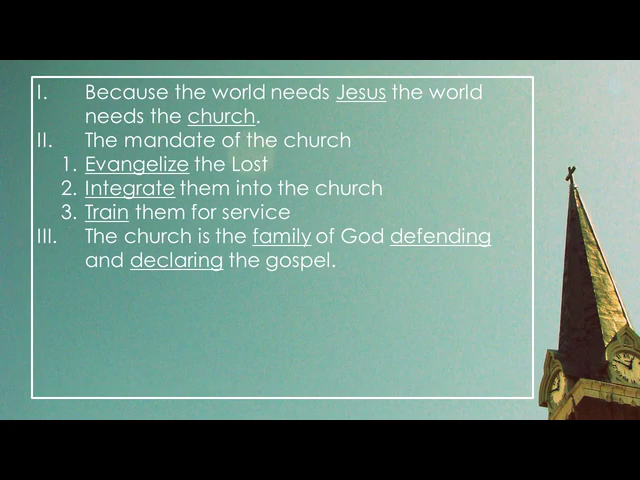 I. Because the world needs Jesus the world
needs the church.
II. The mandate of the church
1. Evangelize the Lost
2. Integrate them into the church
3. Train them for service
III. The church is the family of God defending
and declaring the gospel.